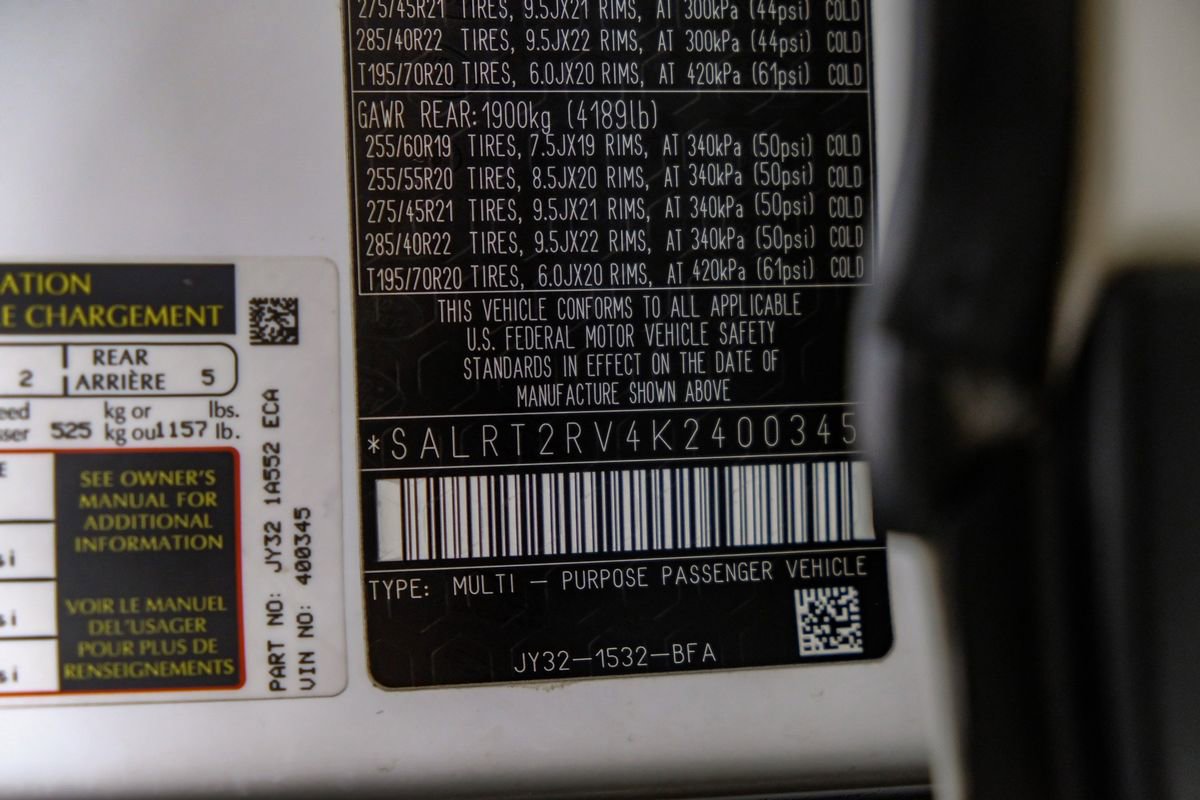 275/45R21 TIRES, 9.5JX21 RIMS, AT 300kPa (44psi) COLD
285/40R22 TIRES, 9.5JX22 RIMS, AT 300kPa (44psi) COLD
T195/70R20 TIRES, 6.0JX20 RIMS, AT 420kPa (61psi) COLD
GAWR REAR: 1900kg (4189lb)
255/60R19 TIRES, 7.5JX19 RIMS, AT 340kPa (50psi) COLD
255/55R20 TIRES, 8.5JX20 RIMS, AT 340kPa (50psi) COLD
275/45R21 TIRES, 9.5JX21 RIMS, AT 340kPa (50psi) COLD
285/40R22 TIRES, 9.5JX22 RIMS, AT 340kPa (50psi) COLD
T195/70R20 TIRES, 6.0JX20 RIMS, AT 420kPa (61psi) COLD
THIS VEHICLE CONFORMS TO ALL APPLICABLE
U.S. FEDERAL MOTOR VEHICLE SAFETY
STANDARDS IN EFFECT ON THE DATE OF
MANUFACTURE SHOWN ABOVE
*SALRT2RV4K2400345
TYPE: MULTI – PURPOSE PASSENGER VEHICLE
JY32–1532–BFA
ATION
E CHARGEMENT
2 REAR
ARRIÈRE 5
eed kg or lbs.
sser 525 kg ou 1157 lb.
E
si
si
si
SEE OWNER'S
MANUAL FOR
ADDITIONAL
INFORMATION
VOIR LE MANUEL
DEL'USAGER
POUR PLUS DE
RENSEIGNEMENTS
PART NO: JY32 1A552 ECA
VIN NO: 400345